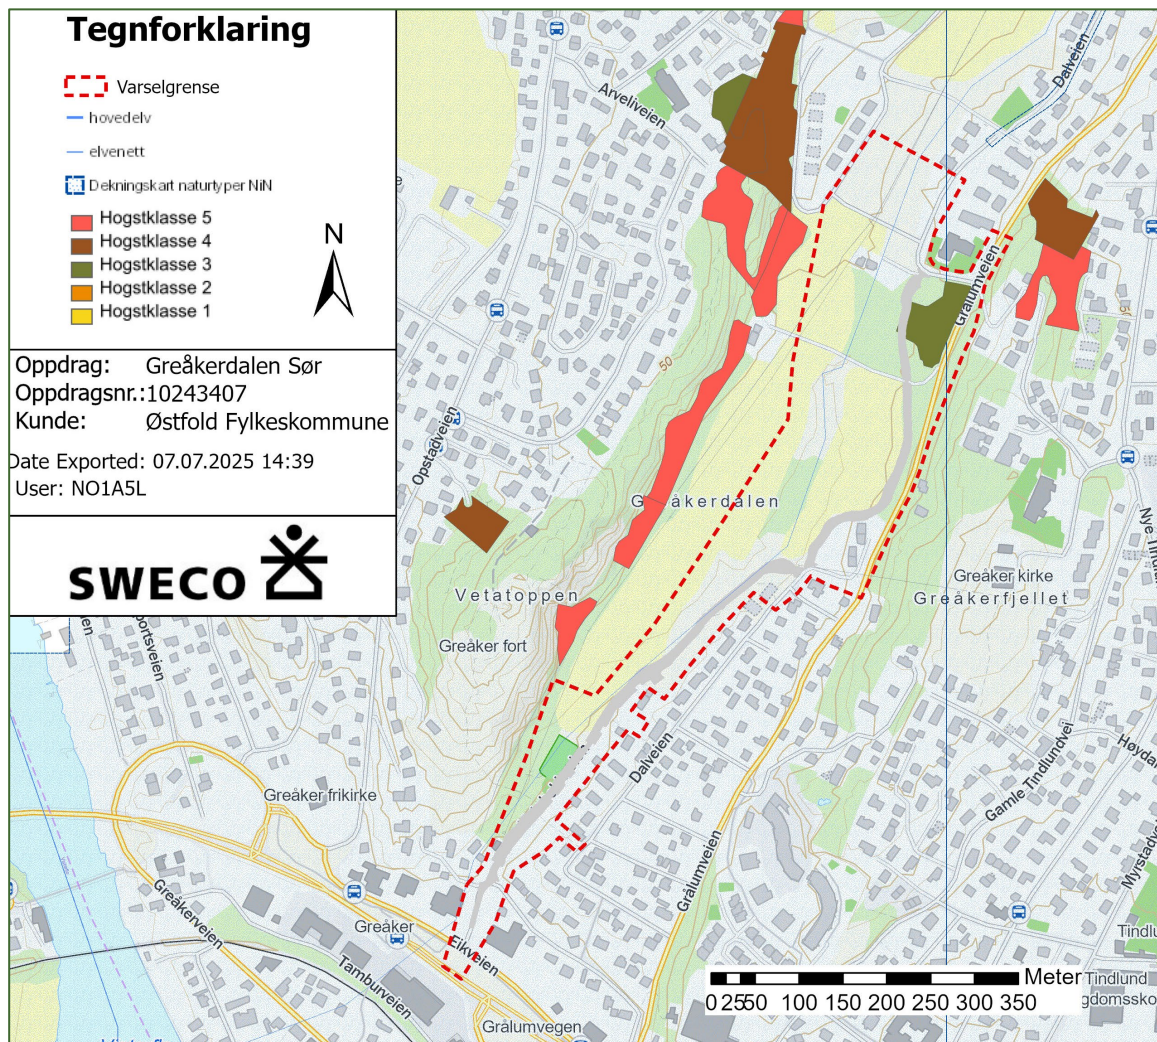 Tegnforklaring
Varselgrense
hovedelv
elvenett
Dekningskart naturtyper NiN
Hogstklasse 5
Hogstklasse 4
Hogstklasse 3
Hogstklasse 2
Hogstklasse 1
N
Oppdrag: Greåkerdalen Sør
Oppdragsnr.:10243407
Kunde: Østfold Fylkeskommune
Date Exported: 07.07.2025 14:39
User: NO1A5L
SWECO
Arveliveien
Dalveien
Grålumveien
50
Opstadveien
Vetatoppen
Greåker fort
Greåker kirke
Greåkerfjellet
Dalveien
Gamle Tindlundvei
Greåker frikirke
Grålumveien
Greåkerveien
Greåker
Eikveien
Tamburveien
Grålumvegen
Meter
0 25 50 100 150 200 250 300 350
Tindlund